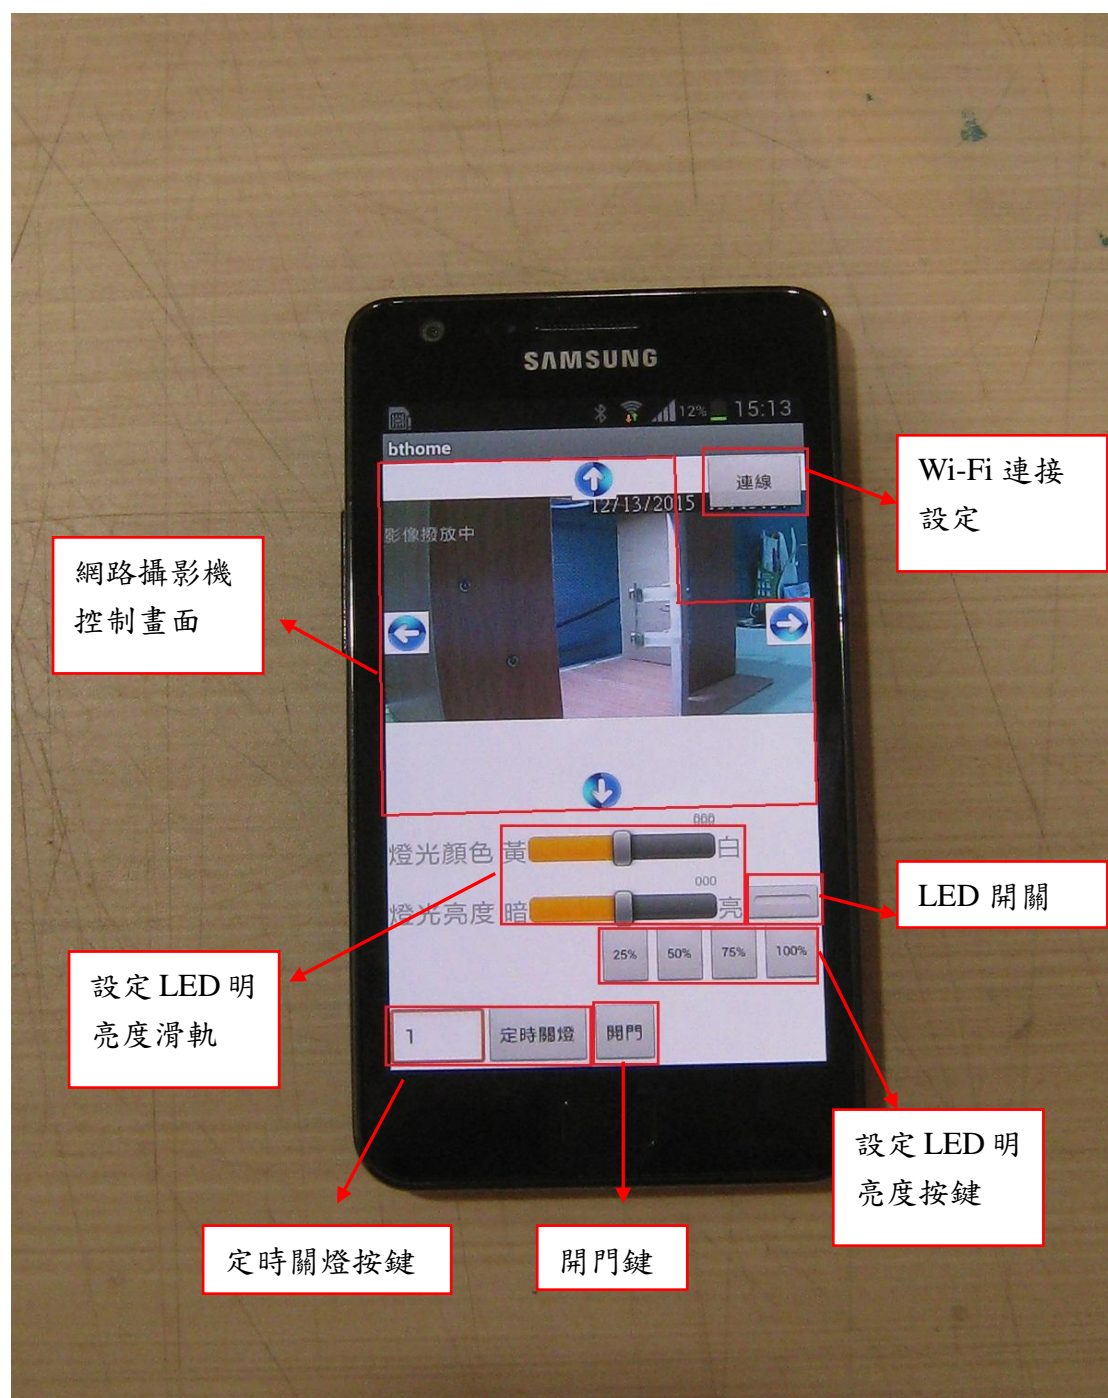 SAMSUNG
12% 15:13
bthome
連線
Wi-Fi 連接
設定
12/13/2015
影像撥放中
網路攝影機
控制畫面
000
燈光顏色 黃 白
000
燈光亮度 暗 亮
LED 開關
25% 50% 75% 100%
設定 LED 明
亮度滑軌
1 定時關燈 開門
設定 LED 明
亮度按鍵
定時關燈按鍵
開門鍵